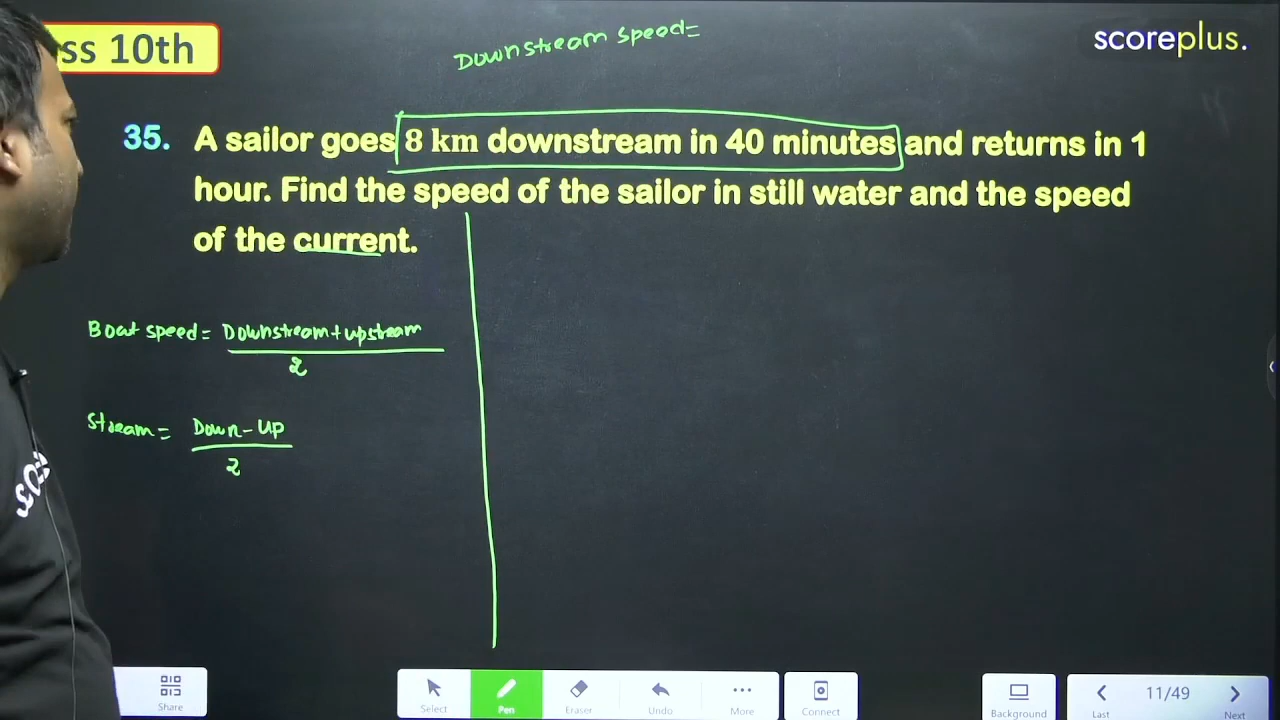 ss 10th
Downstream speed=
scoreplus.
35. A sailor goes 8 km downstream in 40 minutes and returns in 1
hour. Find the speed of the sailor in still water and the speed
of the current.
Boat speed= Downstream+upstream
2
Stream= Down-up
2
Share
Select
Pen
Eraser
Undo
More
Connect
Background
Last
11/49
Next